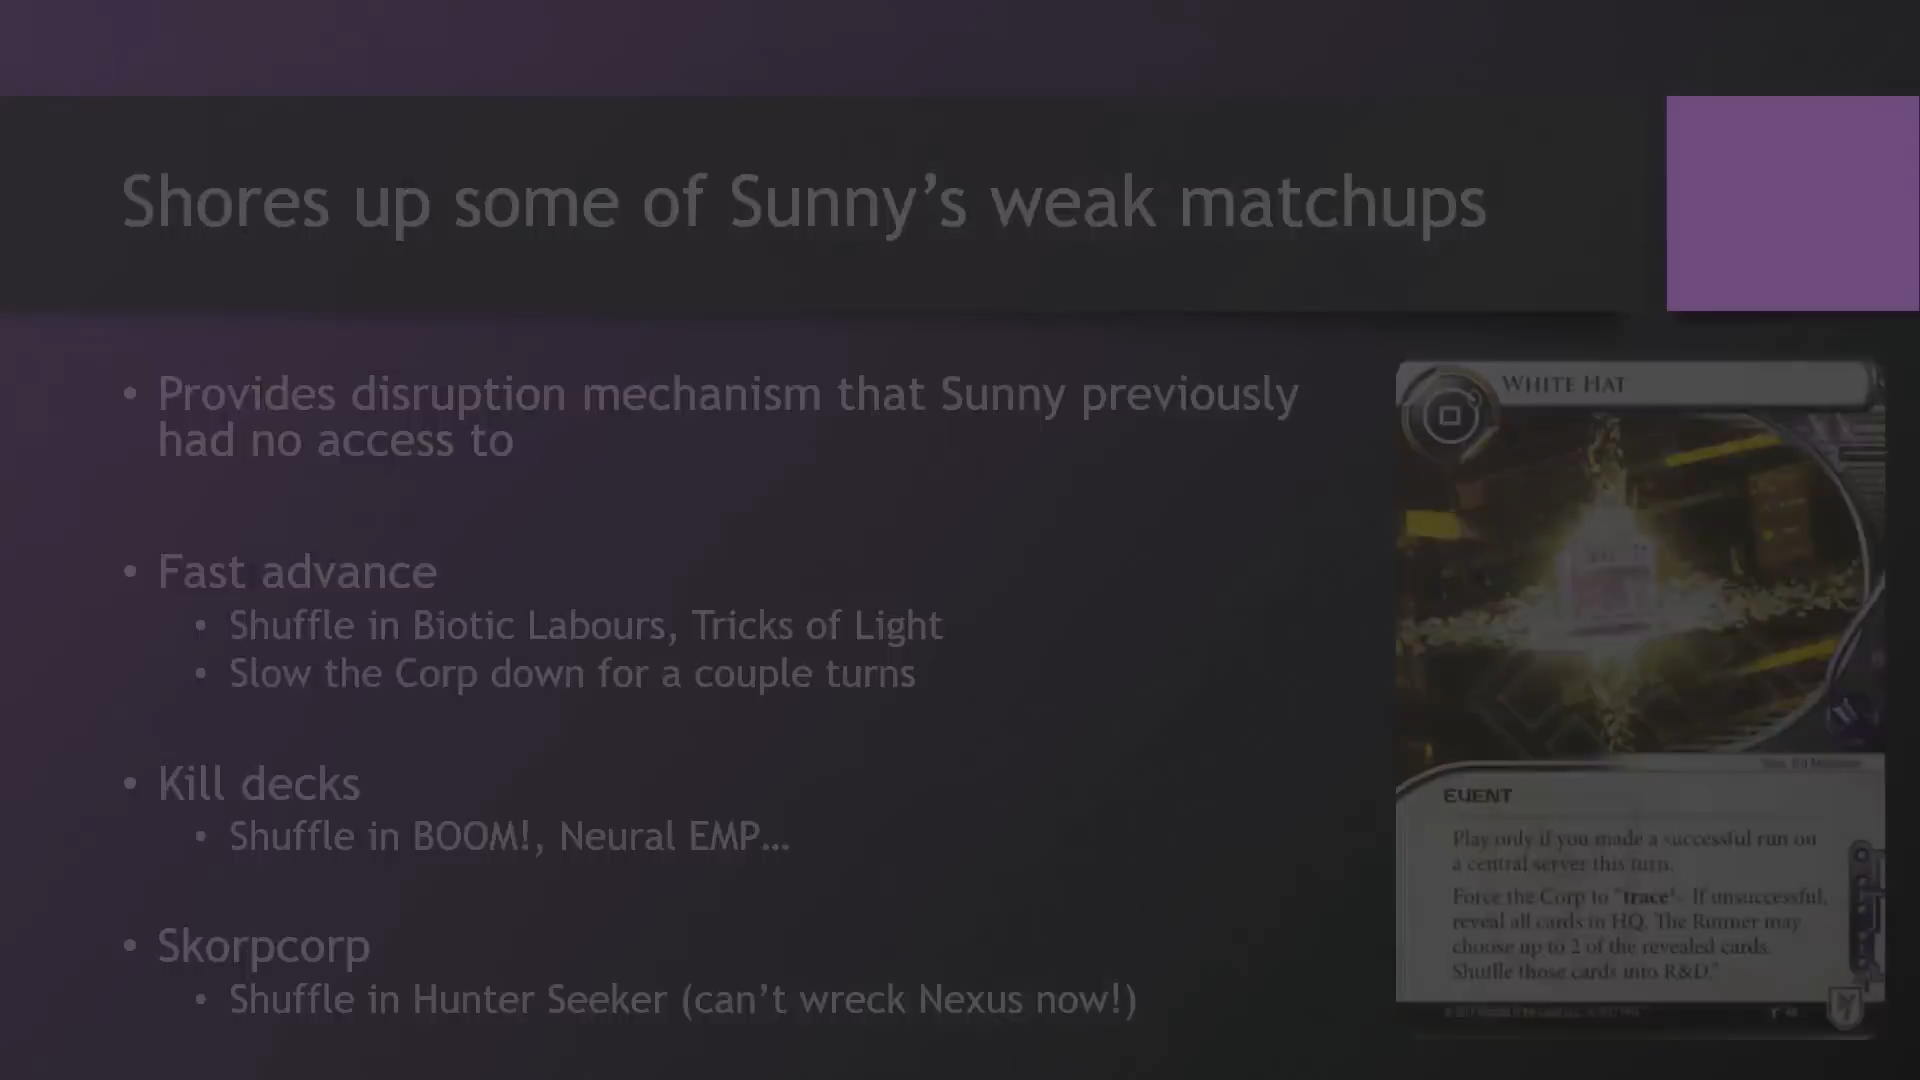 Shores up some of Sunny’s weak matchups
• Provides disruption mechanism that Sunny previously
had no access to
• Fast advance
• Shuffle in Biotic Labours, Tricks of Light
• Slow the Corp down for a couple turns
• Kill decks
• Shuffle in BOOM!, Neural EMP…
• Skorpcorp
• Shuffle in Hunter Seeker (can’t wreck Nexus now!)
WHITE HAT
EVENT
Play only if you made a successful run on
a central server this turn.
Force the Corp to "trace If unsuccessful,
reveal all cards in HQ. The Runner may
choose up to 2 of the revealed cards.
Shuffle those cards into R&D."